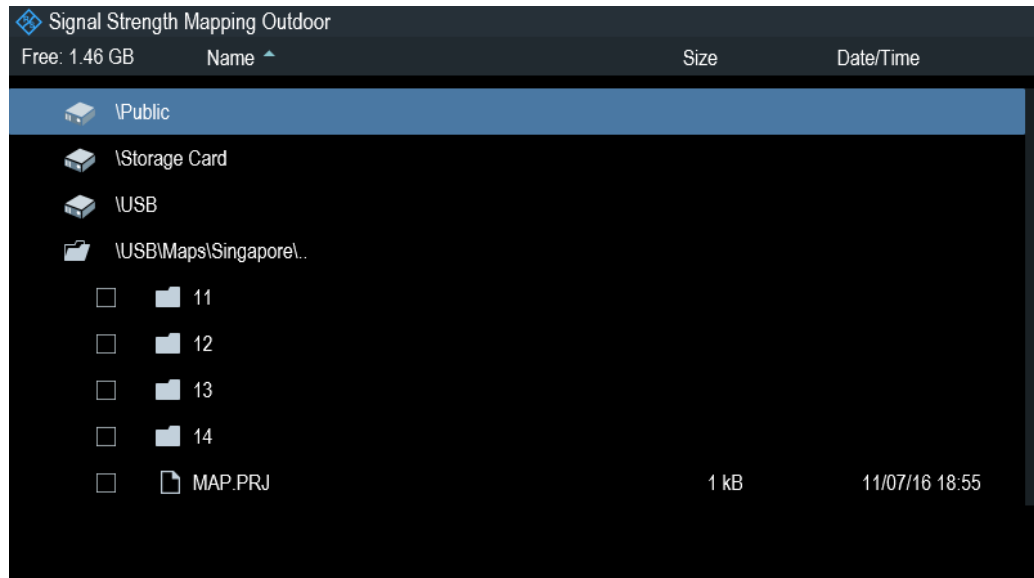 Signal Strength Mapping Outdoor
Free: 1.46 GB Name Size Date/Time
\Public
\Storage Card
\USB
\USB\Maps\Singapore\..
11
12
13
14
MAP.PRJ 1 kB 11/07/16 18:55